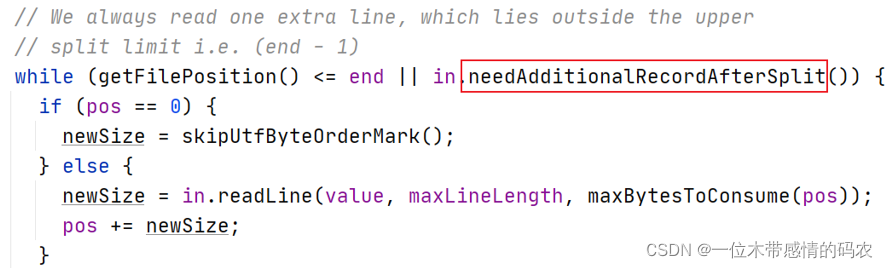 // We always read one extra line, which lies outside the upper
// split limit i.e. (end - 1)
while (getFilePosition() <= end || in.needAdditionalRecordAfterSplit()) {
if (pos == 0) {
newSize = skipUtfByteOrderMark();
} else {
newSize = in.readLine(value, maxLineLength, maxBytesToConsume(pos));
pos += newSize;
}
CSDN @一位木带感情的码农